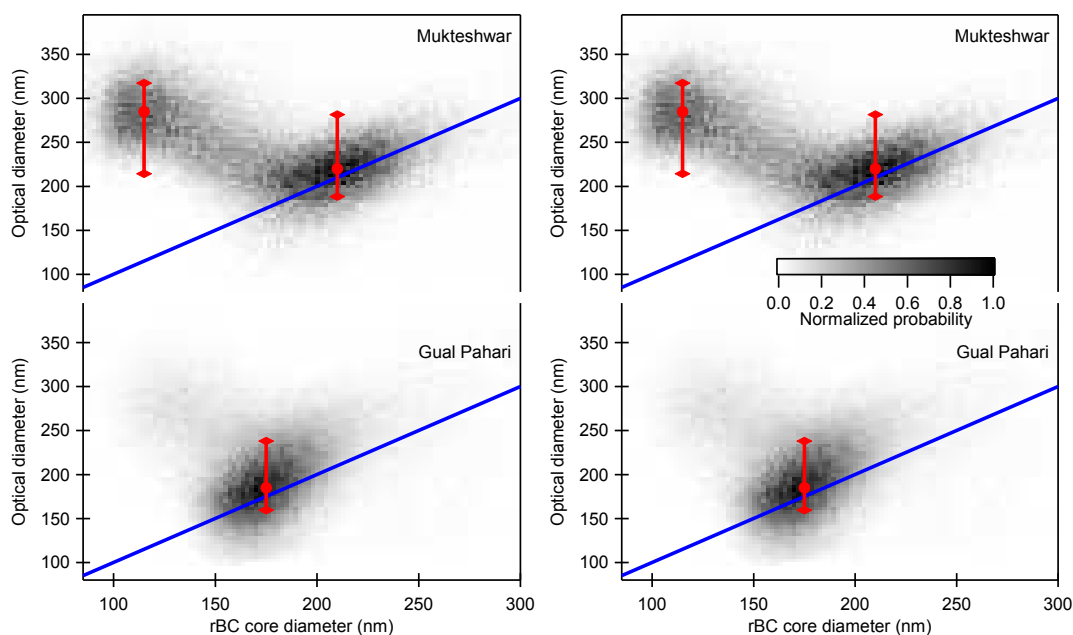 Mukteshwar
Optical diameter (nm)
350
300
250
200
150
100
Gual Pahari
Optical diameter (nm)
350
300
250
200
150
100
100 150 200 250 300
rBC core diameter (nm)
Mukteshwar
Optical diameter (nm)
350
300
250
200
150
100
0.0 0.2 0.4 0.6 0.8 1.0
Normalized probability
Gual Pahari
Optical diameter (nm)
350
300
250
200
150
100
100 150 200 250 300
rBC core diameter (nm)